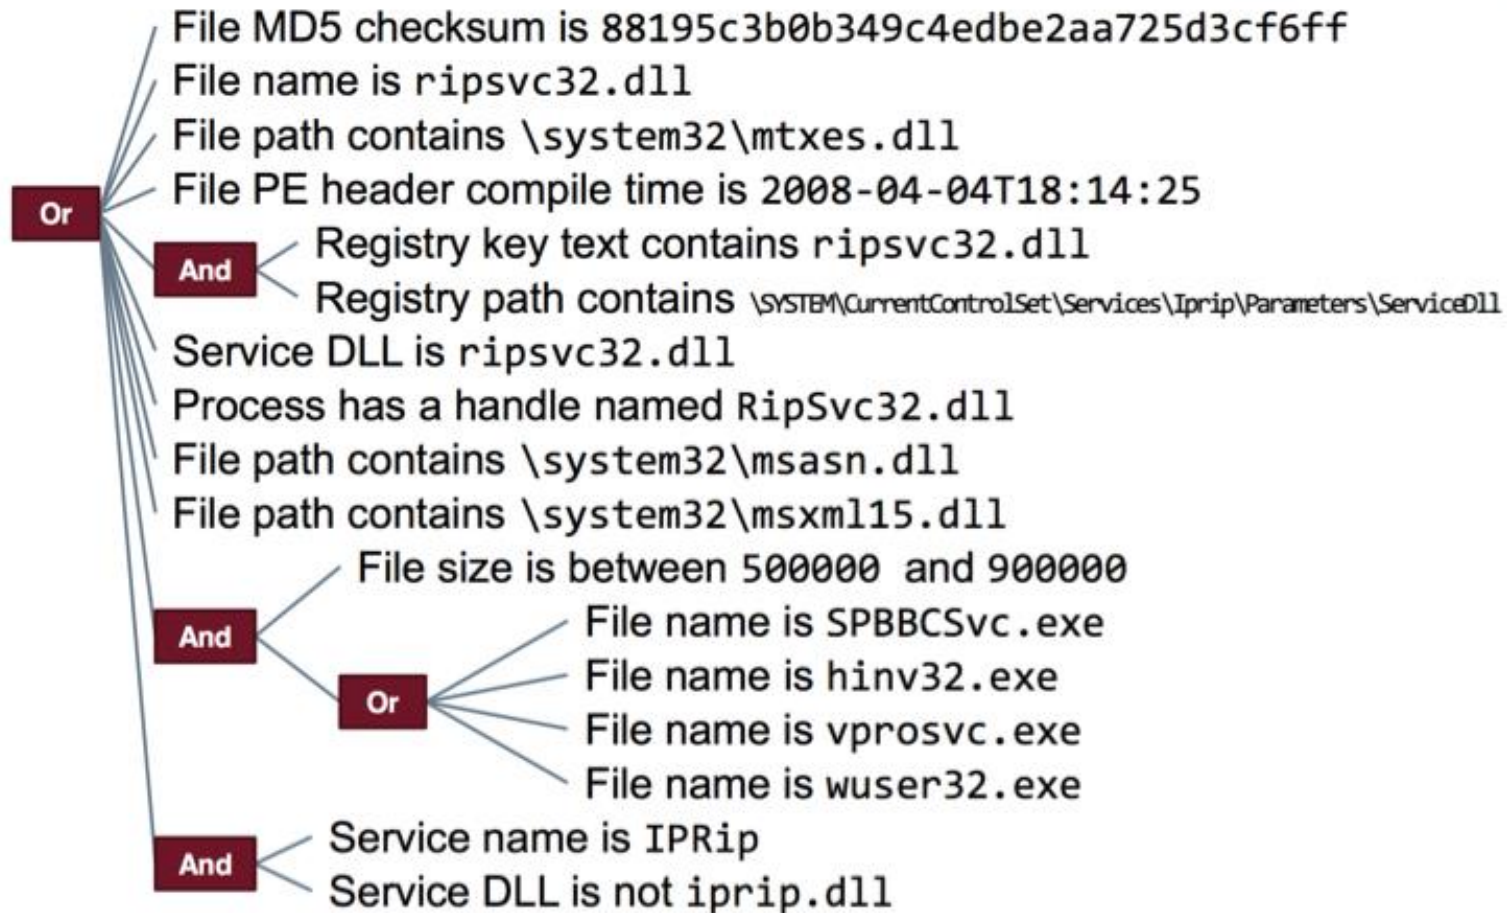 File MD5 checksum is 88195c3b0b349c4edbe2aa725d3cf6ff
File name is ripsvc32.dll
File path contains \system32\mtxes.dll
File PE header compile time is 2008-04-04T18:14:25
Or
Registry key text contains ripsvc32.dll
And
Registry path contains \SYSTEM\CurrentControlSet\Services\Iprip\Parameters\ServiceDll
Service DLL is ripsvc32.dll
Process has a handle named RipSvc32.dll
File path contains \system32\msasn.dll
File path contains \system32\msxml15.dll
File size is between 500000 and 900000
And
File name is SPBBCSvc.exe
File name is hinv32.exe
Or
File name is vprosvc.exe
File name is wuser32.exe
Service name is IPRip
And
Service DLL is not iprip.dll